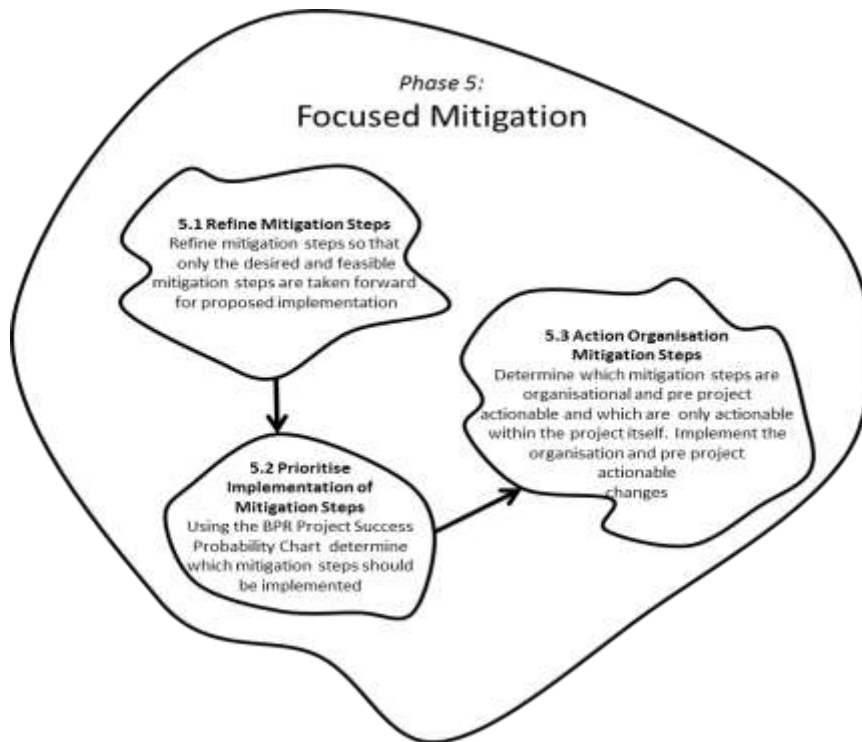 Phase 5:
Focused Mitigation
5.1 Refine Mitigation Steps
Refine mitigation steps so that
only the desired and feasible
mitigation steps are taken forward
for proposed implementation
5.2 Prioritise
Implementation of
Mitigation Steps
Using the BPR Project Success
Probability Chart determine
which mitigation steps should
be implemented
5.3 Action Organisation
Mitigation Steps
Determine which mitigation steps are
organisational and pre project
actionable and which are only actionable
within the project itself. Implement the
organisation and pre project
actionable
changes